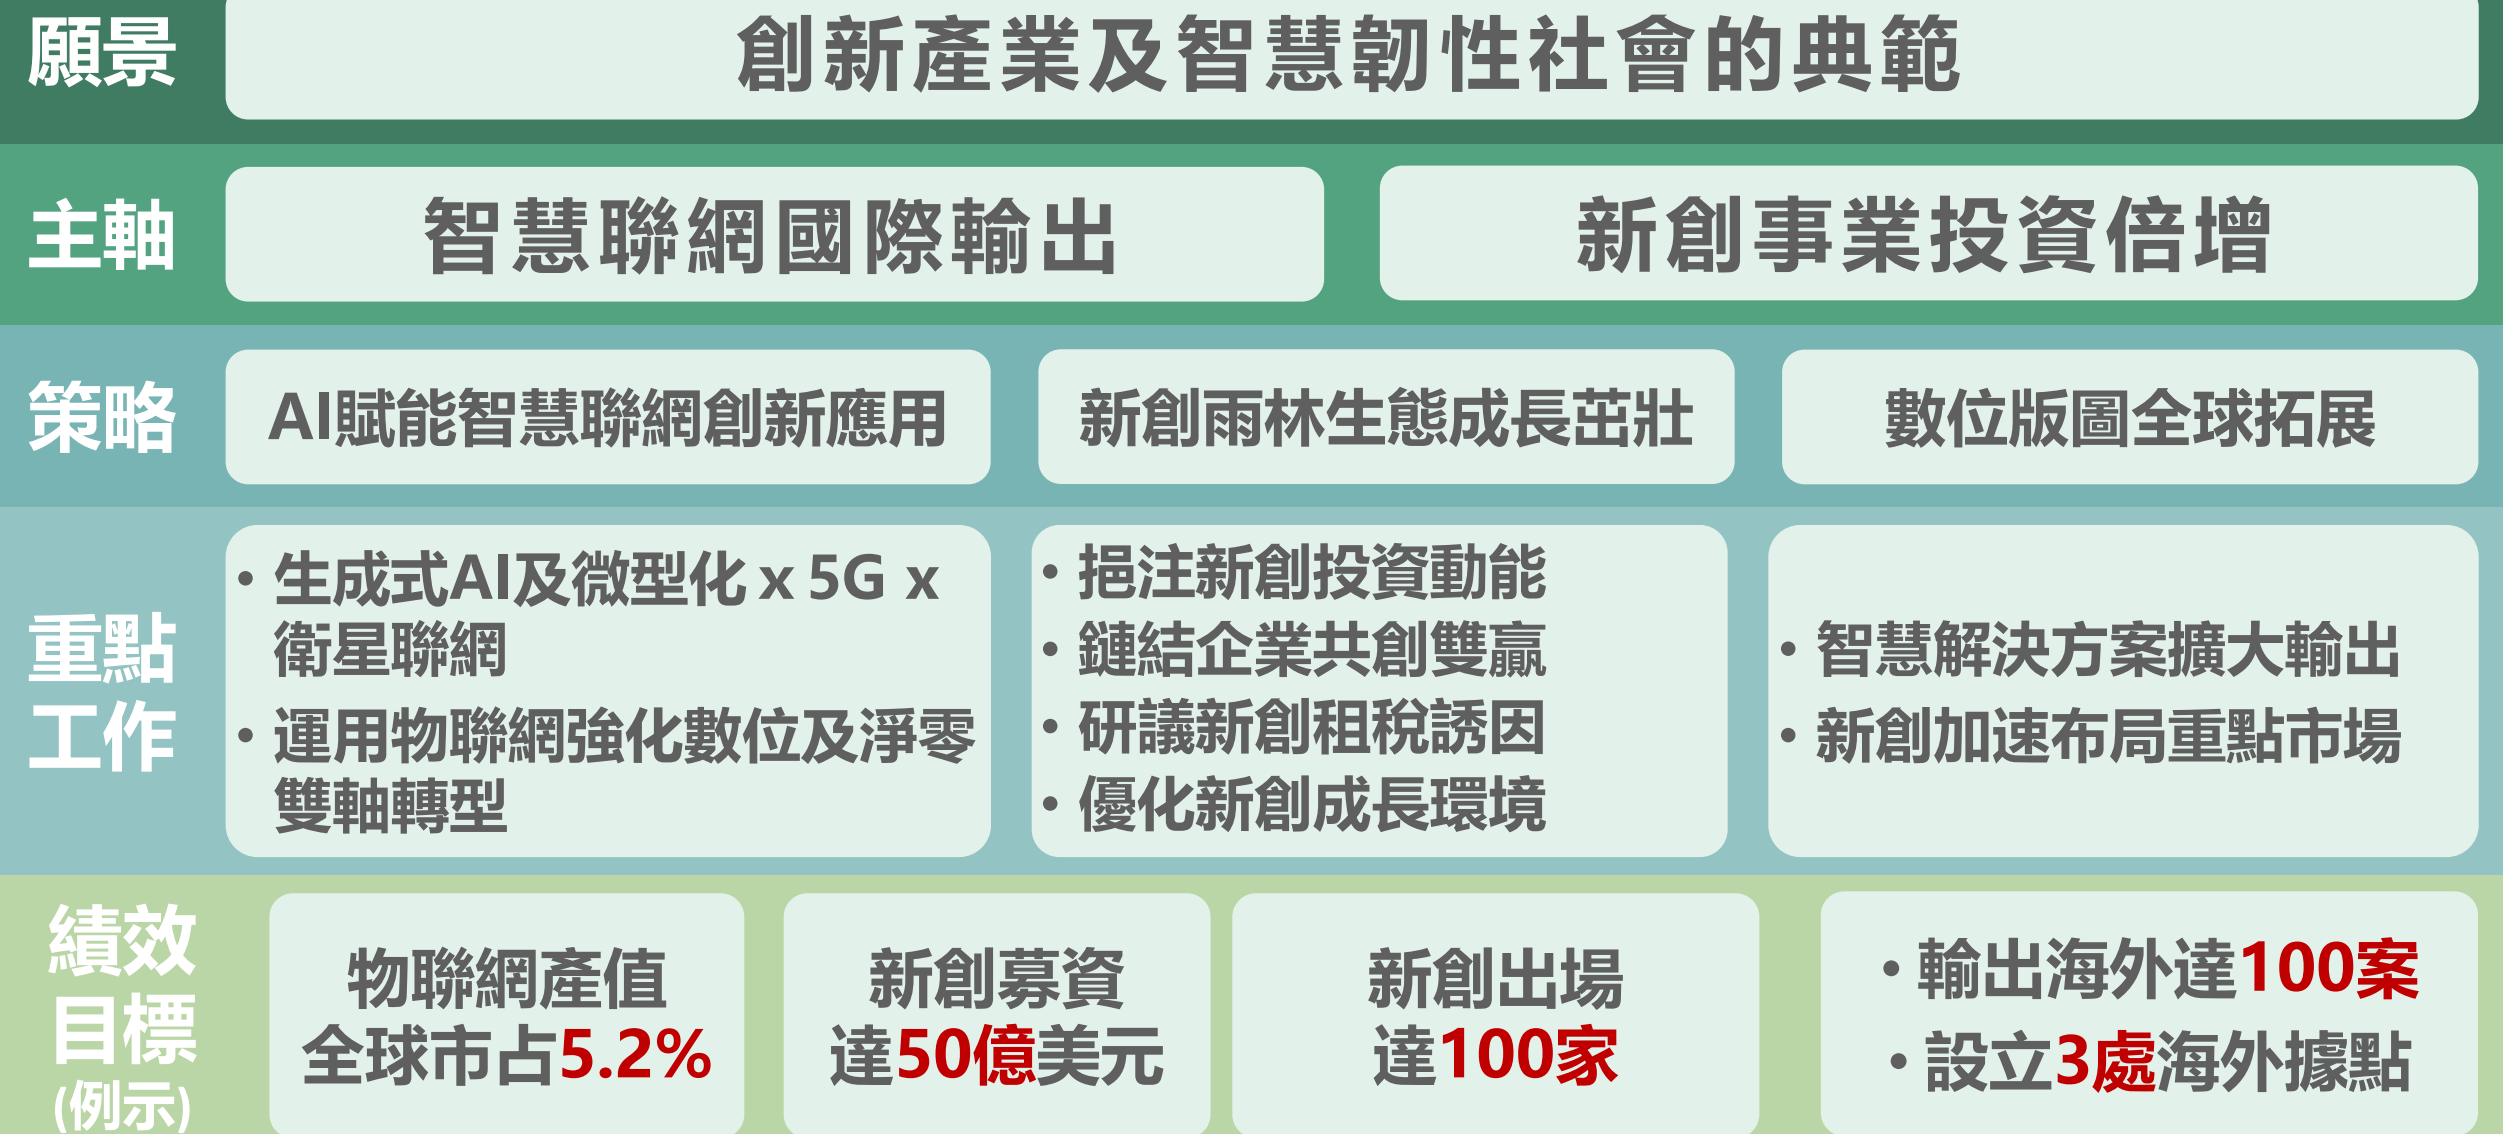 願景
創新產業及智慧韌性社會的典範
主軸
智慧聯網國際輸出
新創事業投資倍增
策略
AI賦能智慧聯網創新應用
新創厚植生態成長茁壯
數位版圖全球拓展
重點
工作
• 生成式AI及微型化 x 5G x
衛星聯網
• 運用物聯網強化數位及淨零
雙軸轉型
• 挹注新創投資動能
• 鏈結企業共創雙贏
• 形議新創租稅誘因
• 優化新創成長環境
• 智慧解決方案擴大輸出
• 新創加速布局重點市場
績效
目標
(例示)
物聯網產值
全球市占5.2%
新創募資
達50億美元
新創出場
達100家
• 輸出海外達100案
• 設立3處海外據點